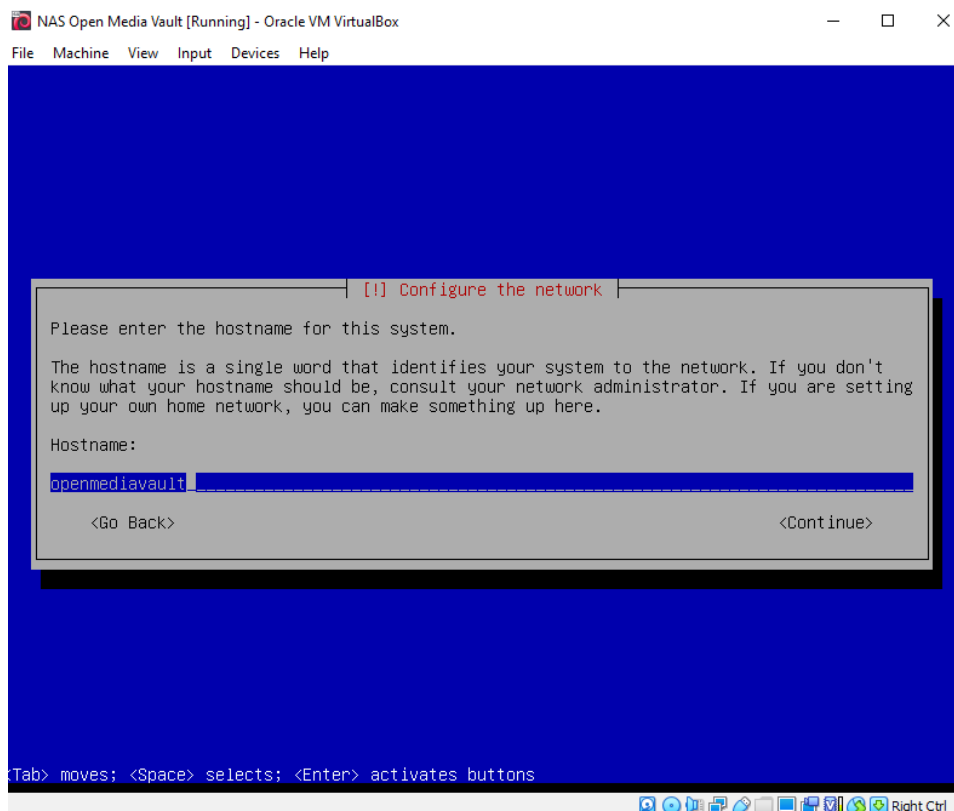 NAS Open Media Vault [Running] - Oracle VM VirtualBox
File Machine View Input Devices Help
[!] Configure the network
Please enter the hostname for this system.
The hostname is a single word that identifies your system to the network. If you don't
know what your hostname should be, consult your network administrator. If you are setting
up your own home network, you can make something up here.
Hostname:
openmediavault
<Go Back> <Continue>
<Tab> moves; <Space> selects; <Enter> activates buttons
Right Ctrl